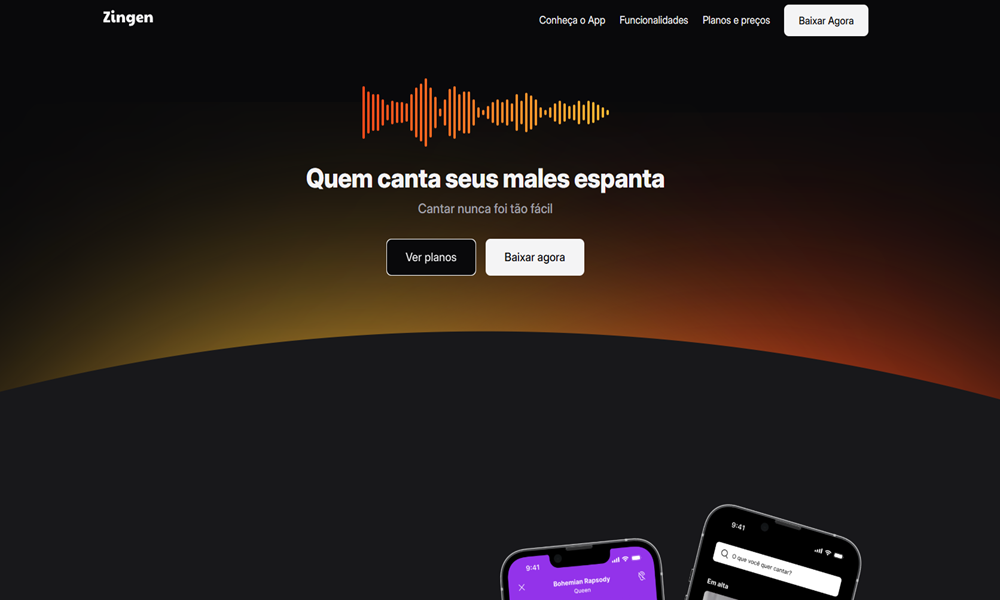 Zingen
Conheça o App
Funcionalidades
Planos e preços
Baixar Agora
Quem canta seus males espanta
Cantar nunca foi tão fácil
Ver planos
Baixar agora
9:41
Bohemian Rapsody
Queen
9:41
O que você quer cantar?
Em alta